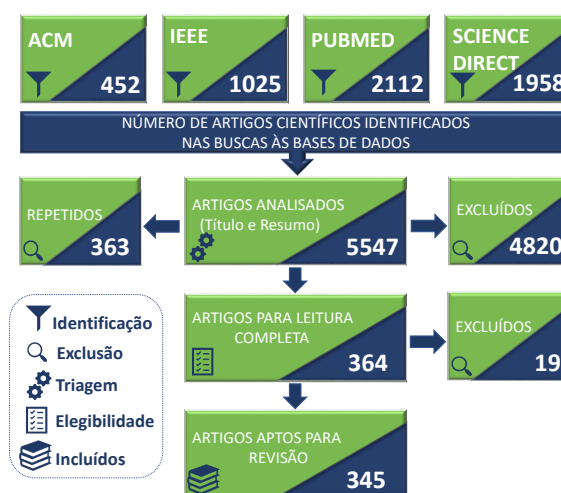 ACM
452
IEEE
1025
PUBMED
2112
SCIENCE
DIRECT
1958
NÚMERO DE ARTIGOS CIENTÍFICOS IDENTIFICADOS
NAS BUSCAS ÀS BASES DE DADOS
REPETIDOS
363
ARTIGOS ANALISADOS
(Título e Resumo)
5547
EXCLUÍDOS
4820
ARTIGOS PARA LEITURA
COMPLETA
364
EXCLUÍDOS
19
ARTIGOS APTOS PARA
REVISÃO
345
Identificação
Exclusão
Triagem
Elegibilidade
Incluídos